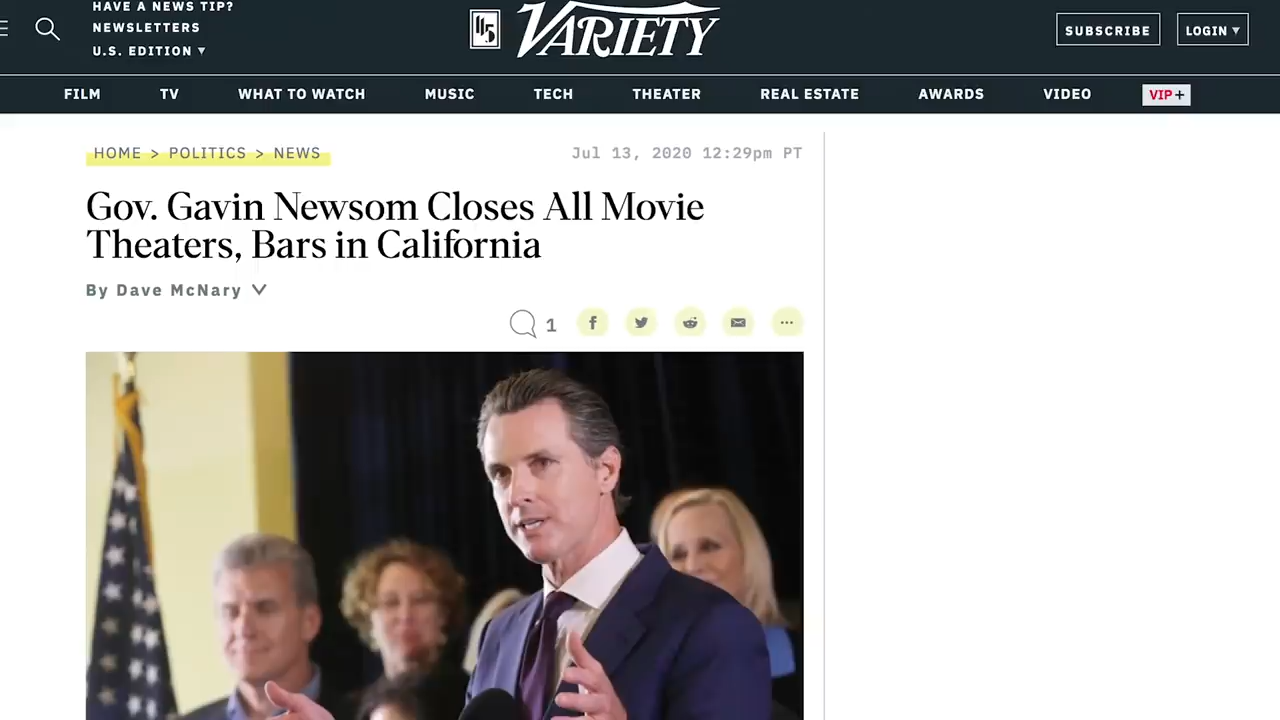 HAVE A NEWS TIP?
NEWSLETTERS
U.S. EDITION ▾
VARIETY
SUBSCRIBE
LOGIN ▾
FILM
TV
WHAT TO WATCH
MUSIC
TECH
THEATER
REAL ESTATE
AWARDS
VIDEO
VIP+
HOME > POLITICS > NEWS
Jul 13, 2020 12:29pm PT
Gov. Gavin Newsom Closes All Movie
Theaters, Bars in California
By Dave McNary
1